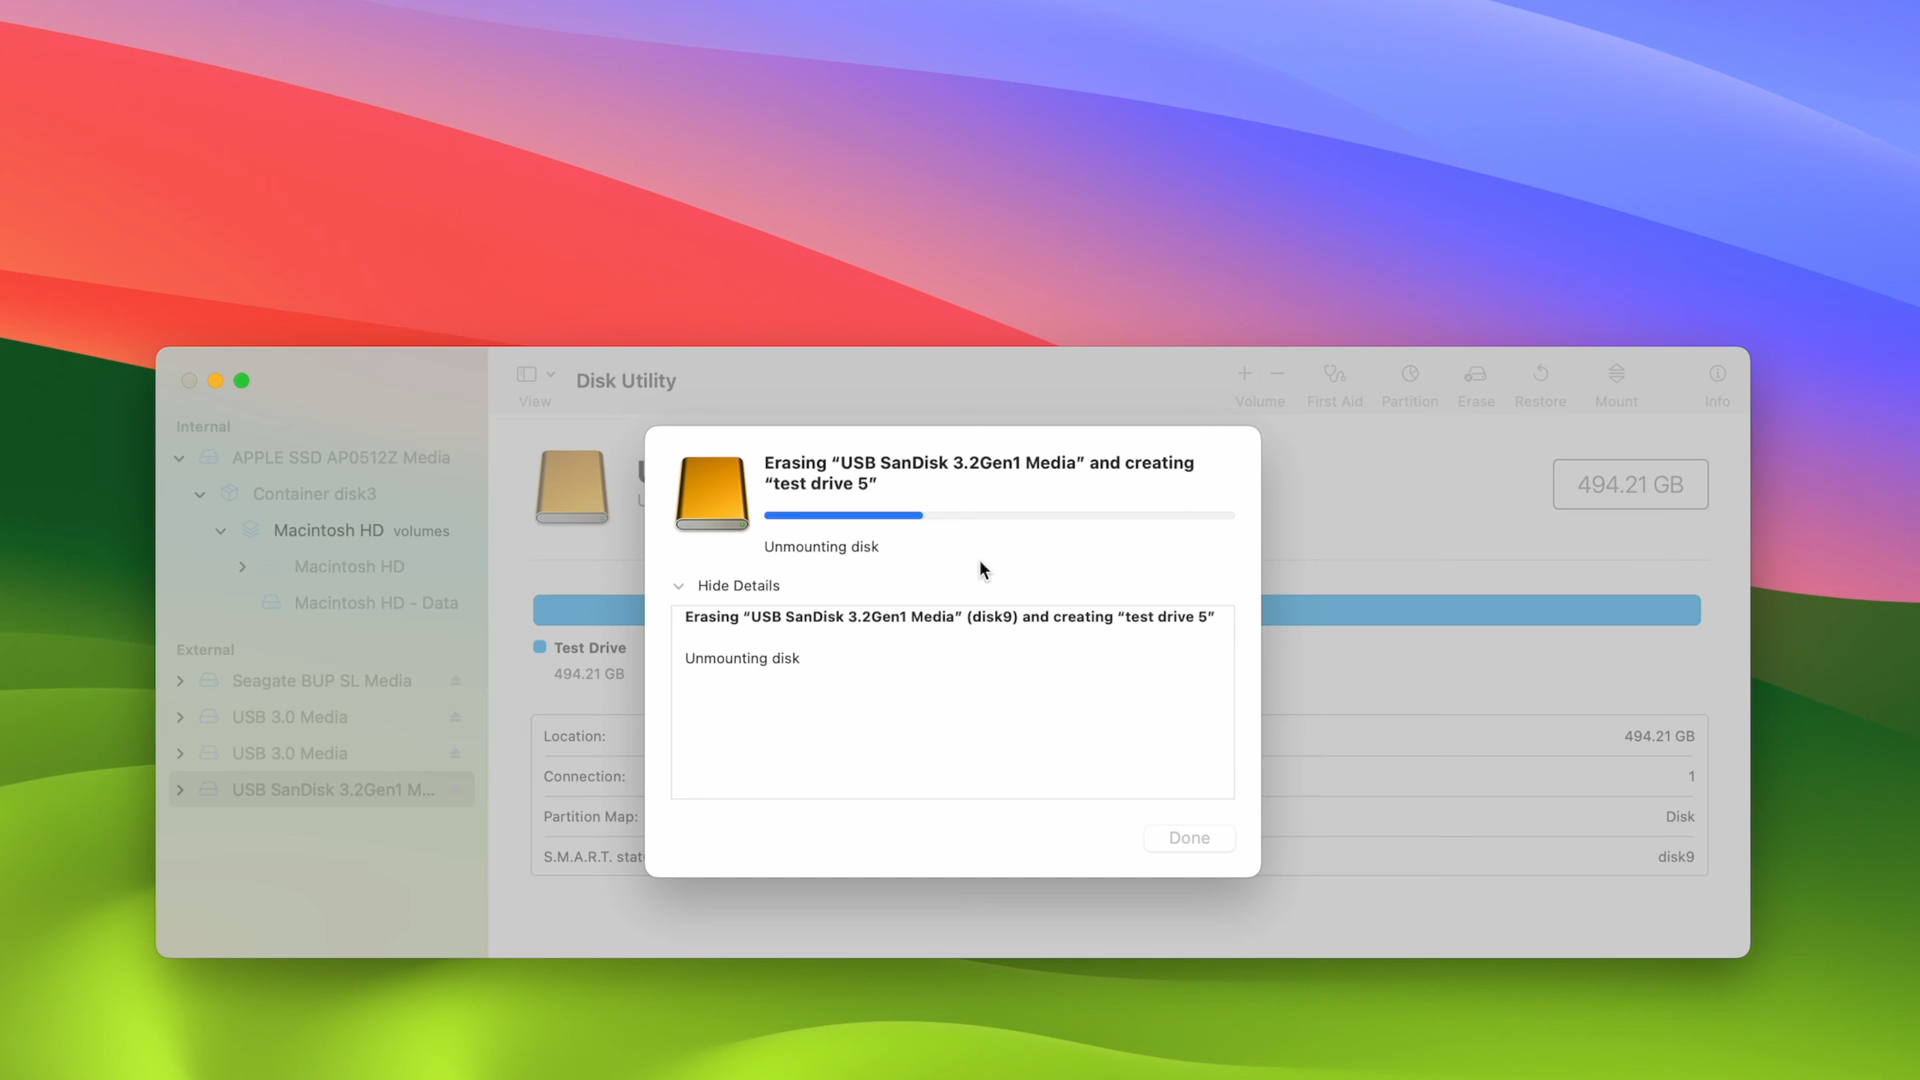 Disk Utility
View
Volume
First Aid
Partition
Erase
Restore
Mount
Info
Internal
APPLE SSD AP0512Z Media
Container disk3
Macintosh HD volumes
Macintosh HD
Macintosh HD - Data
External
Seagate BUP SL Media
USB 3.0 Media
USB 3.0 Media
USB SanDisk 3.2Gen1 M...
494.21 GB
Erasing “USB SanDisk 3.2Gen1 Media” and creating
“test drive 5”
Unmounting disk
Hide Details
Erasing “USB SanDisk 3.2Gen1 Media” (disk9) and creating “test drive 5”
Unmounting disk
Done
Test Drive
494.21 GB
Location:
494.21 GB
Connection:
1
Partition Map:
Disk
S.M.A.R.T.
disk9